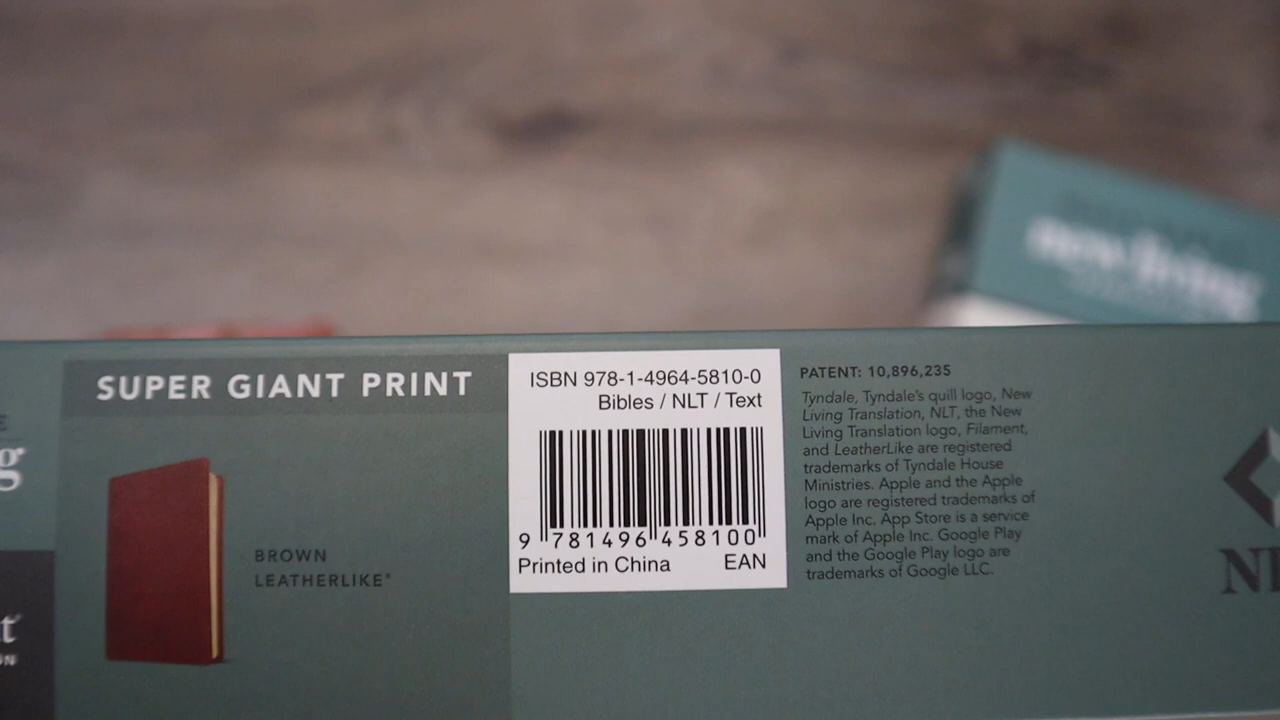 new living
SUPER GIANT PRINT
BROWN
LEATHERLIKE®
ISBN 978-1-4964-5810-0
Bibles / NLT / Text
9 781496 458100
Printed in China EAN
PATENT: 10,896,235
Tyndale, Tyndale's quill logo, New
Living Translation, NLT, the New
Living Translation logo, Filament,
and LeatherLike are registered
trademarks of Tyndale House
Ministries. Apple and the Apple
logo are registered trademarks of
Apple Inc. App Store is a service
mark of Apple Inc. Google Play
and the Google Play logo are
trademarks of Google LLC.